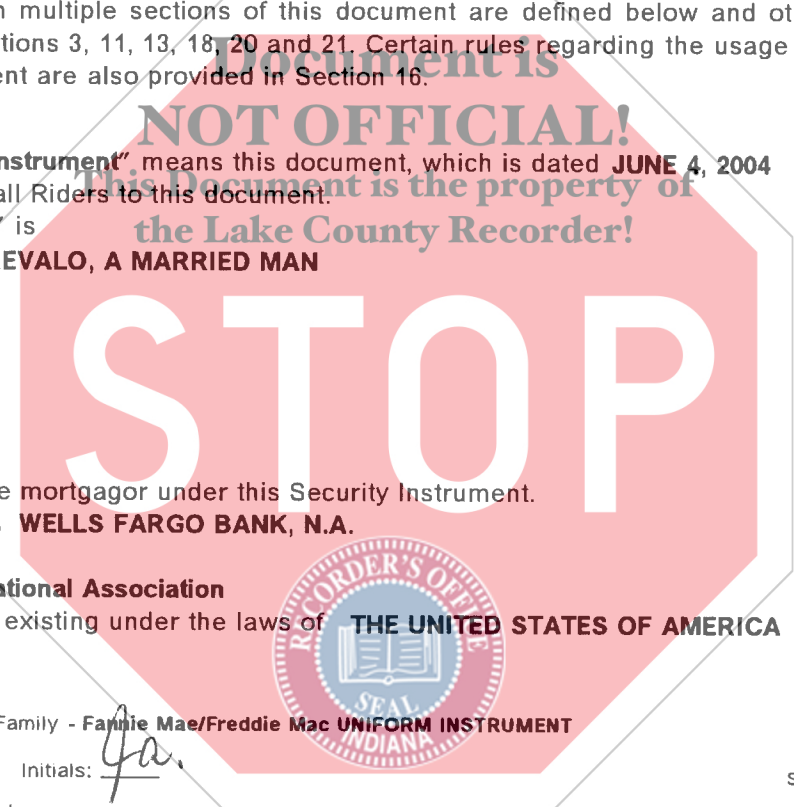 n multiple sections of this document are defined below and ot
tions 3, 11, 13, 18, 20 and 21. Certain rules regarding the usage
ent are also provided in Section 16.
Document is
NOT OFFICIAL!
This Document is the property of
the Lake County Recorder!
nstrument" means this document, which is dated JUNE 4, 2004
all Riders to this document.
" is
EVALO, A MARRIED MAN
STOP
e mortgagor under this Security Instrument.
WELLS FARGO BANK, N.A.
ational Association
existing under the laws of THE UNITED STATES OF AMERICA
RECORDER'S OFFICE
SEAL
INDIANA
Family - Fannie Mae/Freddie Mac UNIFORM INSTRUMENT
Initials: Ja.
S